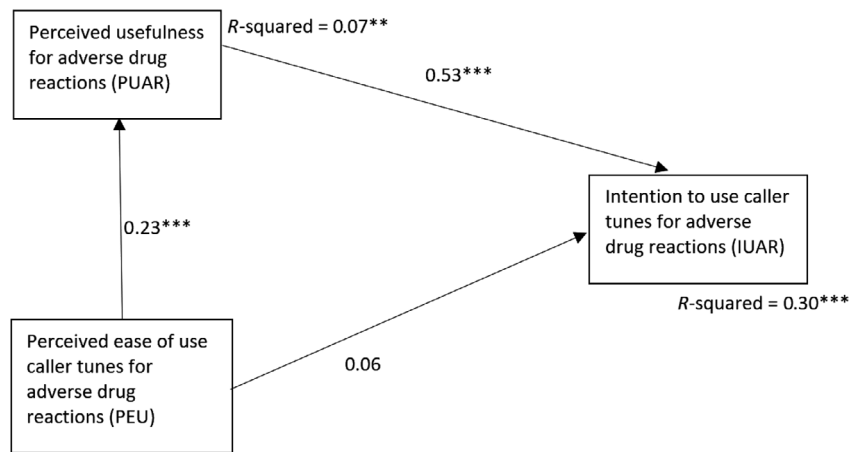 Perceived usefulness
for adverse drug
reactions (PUAR)
R-squared = 0.07**
0.53***
Intention to use caller
tunes for adverse
drug reactions (IUAR)
R-squared = 0.30***
0.23***
Perceived ease of use
caller tunes for
adverse drug
reactions (PEU)
0.06